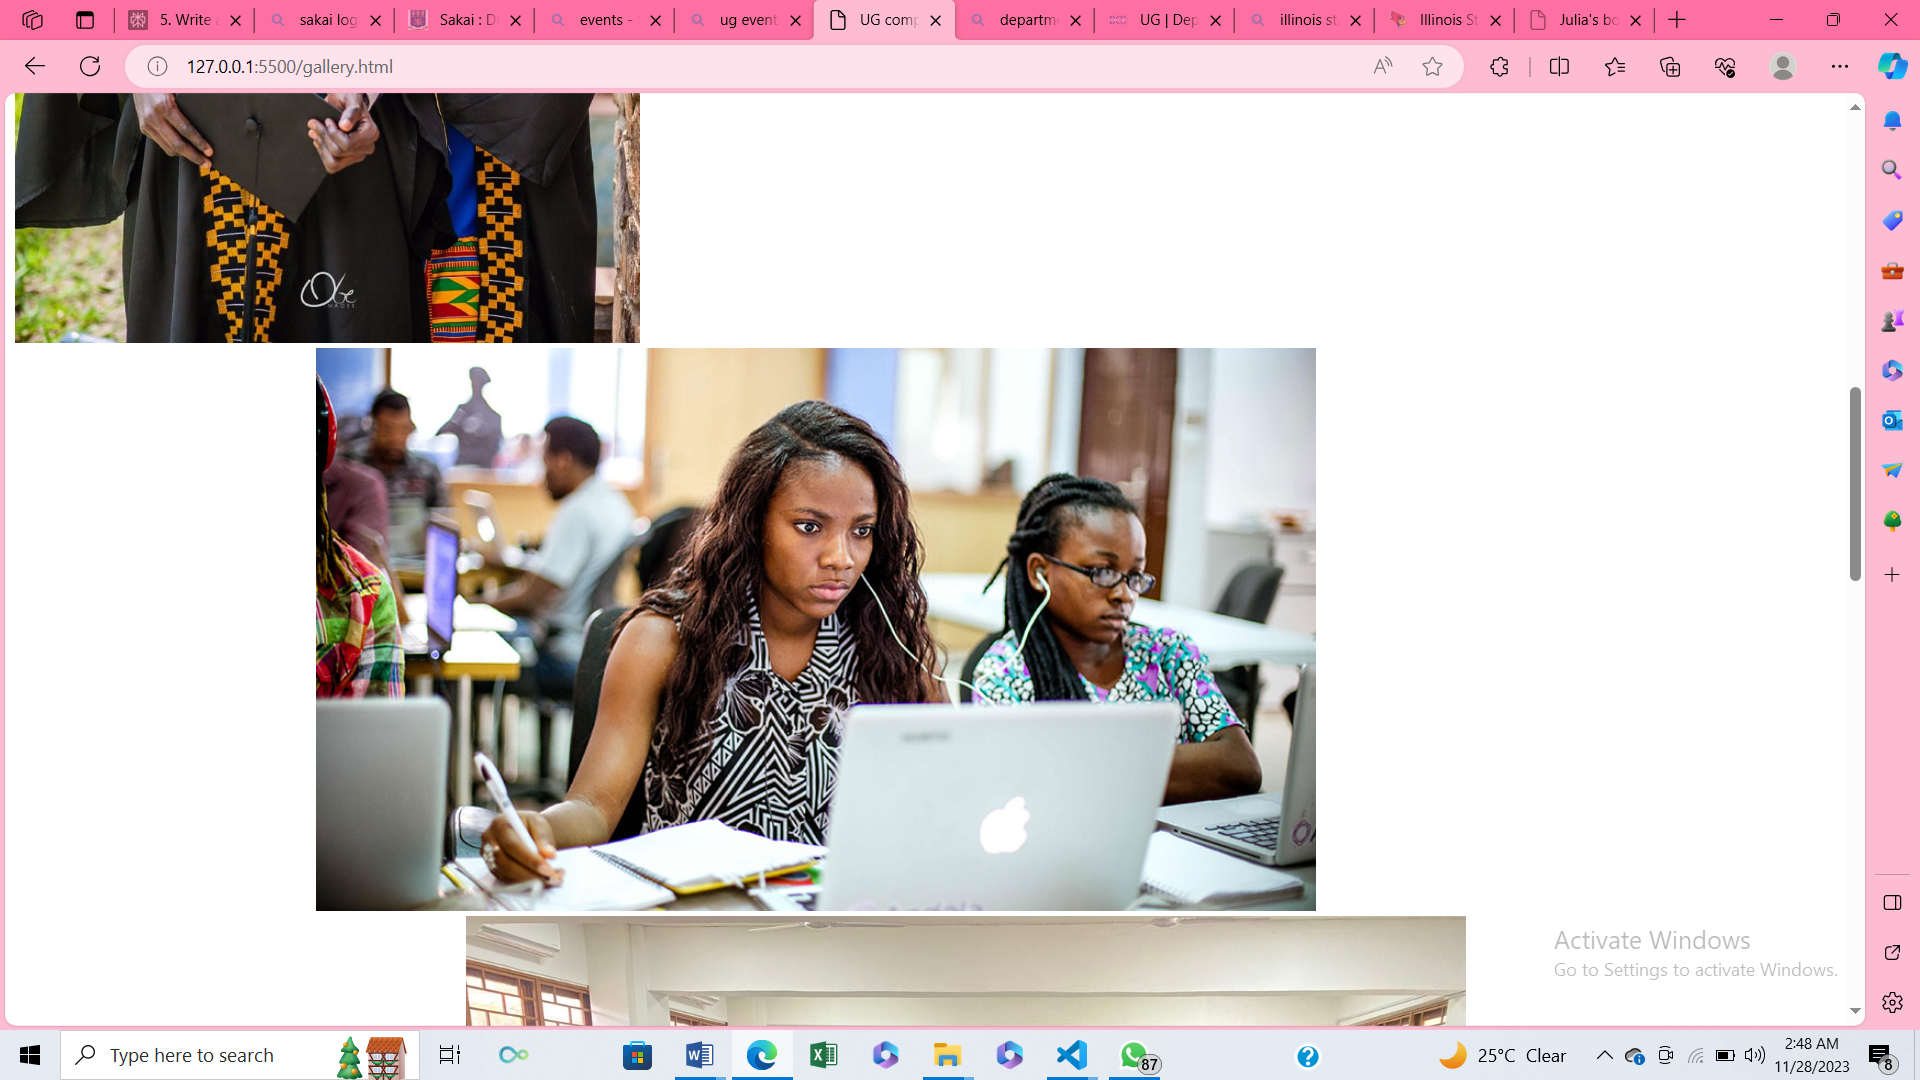 5. Write a
sakai log
Sakai : D
events -
ug event
UG comp
departm
UG | Dep
illinois st
Illinois St
Julia's bo
127.0.0.1:5500/gallery.html
Obe
IMAGES
Activate Windows
Go to Settings to activate Windows.
Type here to search
87
25°C Clear
2:48 AM
11/28/2023
8